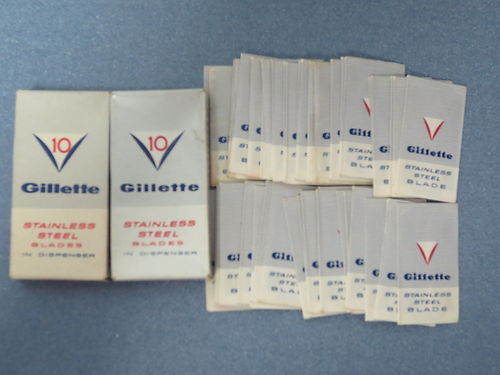 10
Gillette
STAINLESS
STEEL
BLADES
IN DISPENSER
10
Gillette
STAINLESS
STEEL
BLADES
IN DISPENSER
Gillette
STAINLESS
STEEL
BLADE
Gillette
STAINLESS
STEEL
BLADE